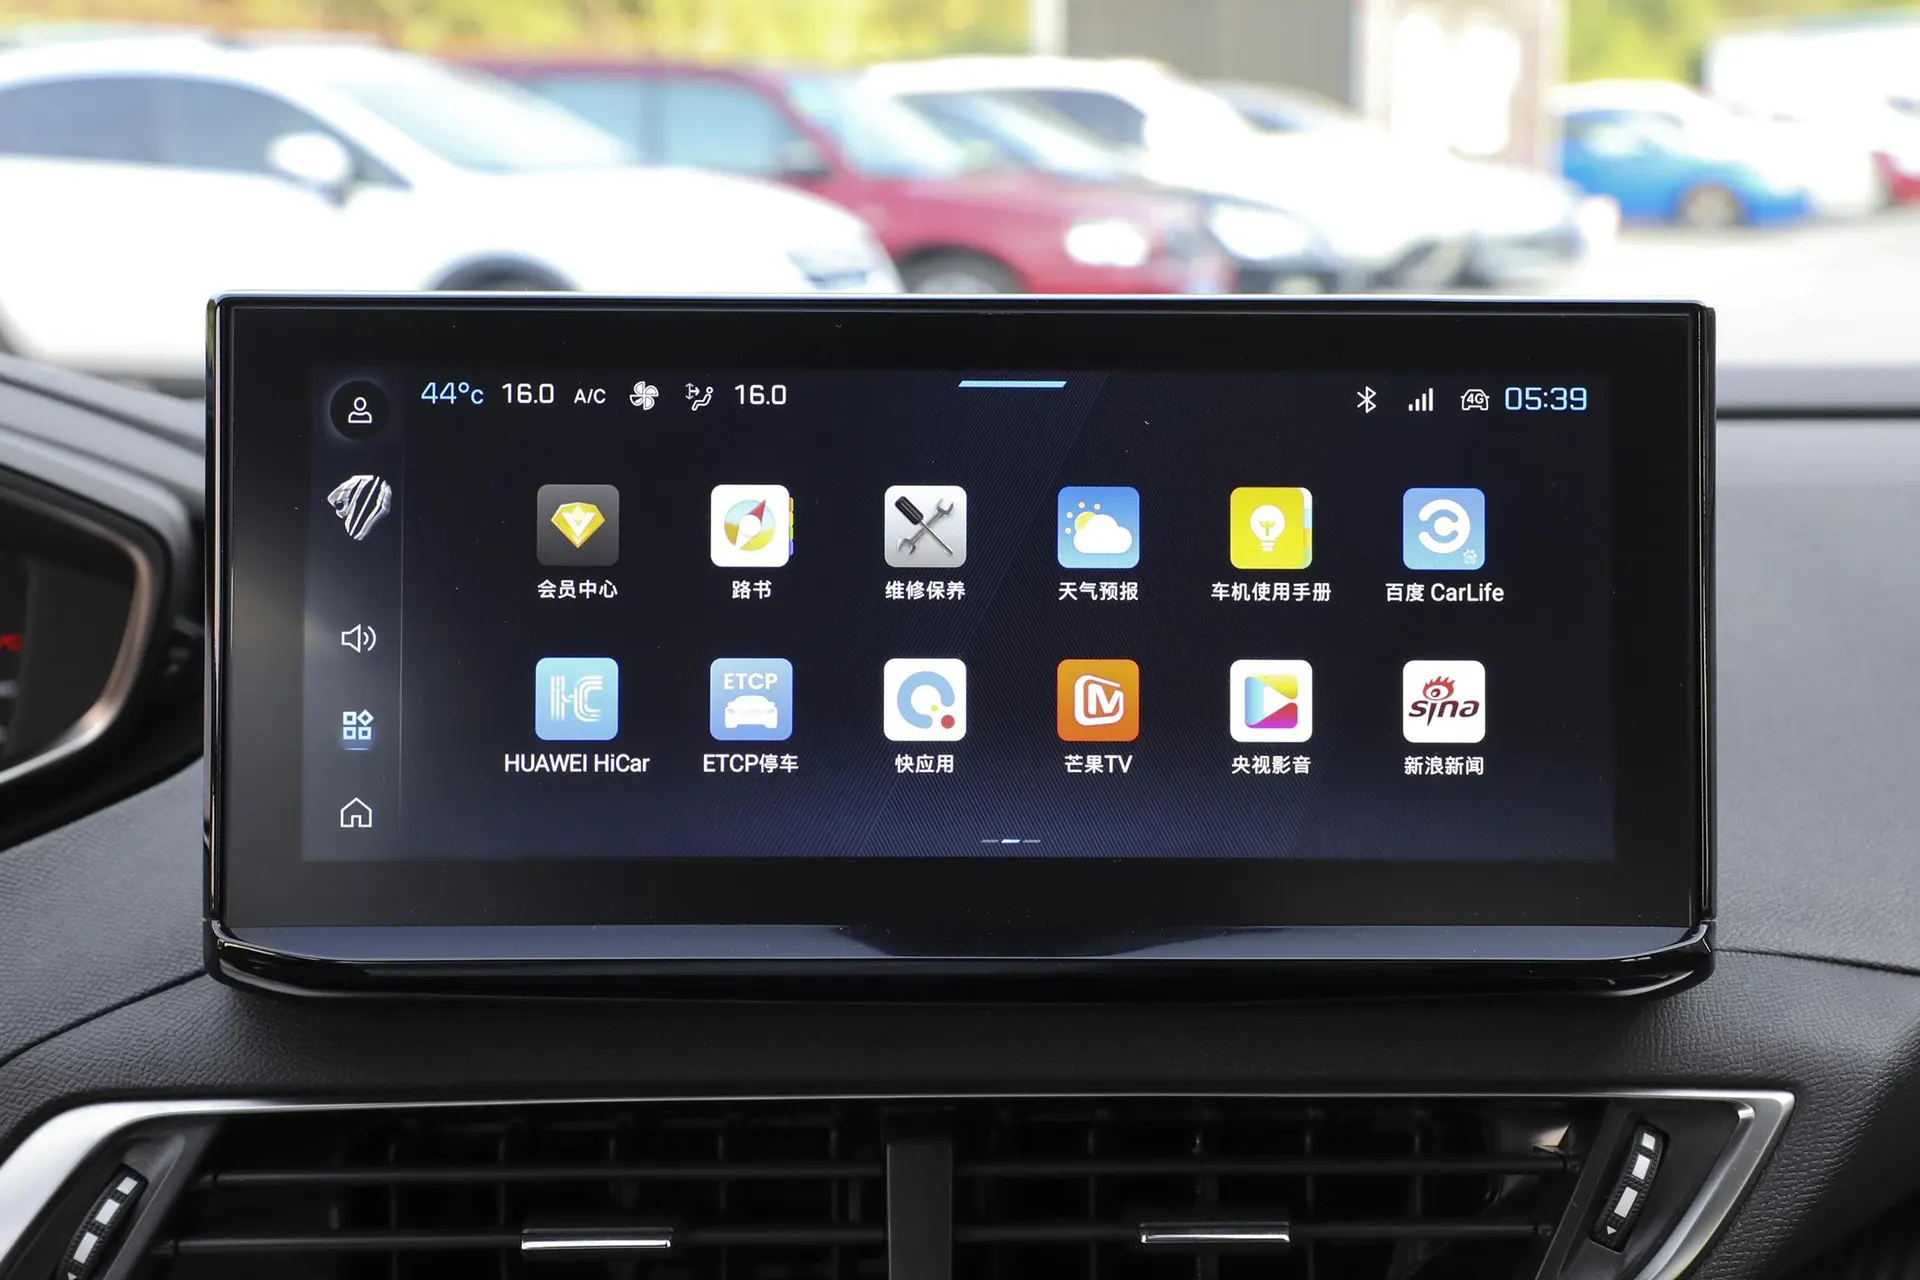 44°c 16.0 A/C 16.0
4G 05:39
会员中心
路书
维修保养
天气预报
车机使用手册
百度 CarLife
ETCP
sina
HUAWEI HiCar
ETCP停车
快应用
芒果TV
央视影音
新浪新闻